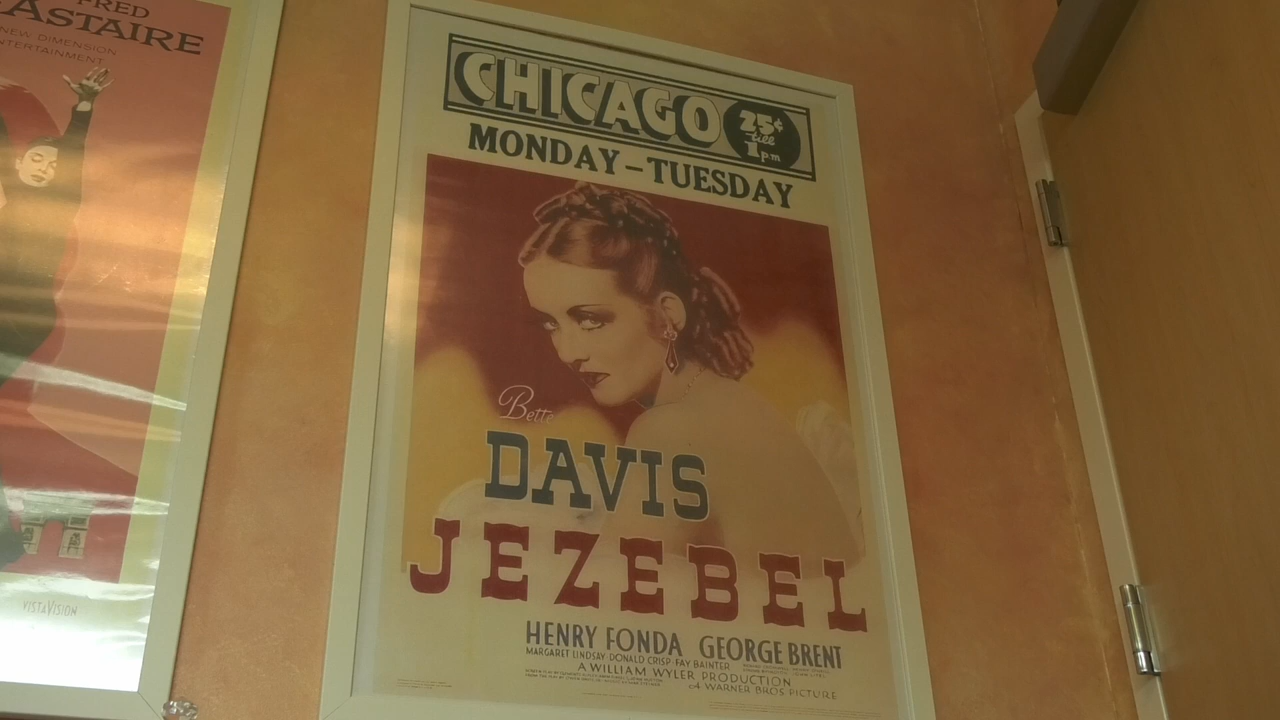 FRED
ASTAIRE
NEW DIMENSION
ENTERTAINMENT
VISTAVISION
CHICAGO
25¢
till
1pm
MONDAY-TUESDAY
Bette
DAVIS
JEZEBEL
HENRY FONDA GEORGE BRENT
MARGARET LINDSAY·DONALD CRISP·FAY BAINTER
A WILLIAM WYLER PRODUCTION
A WARNER BROS. PICTURE